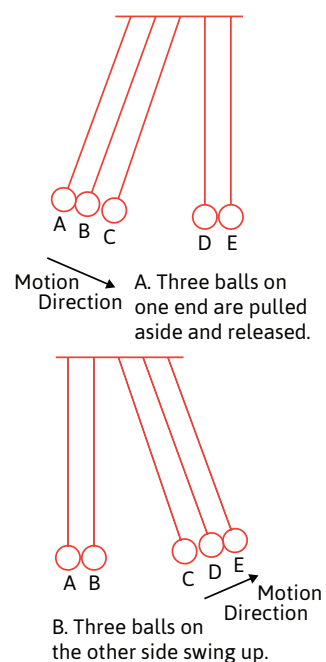 A B C D E
Motion
Direction
A. Three balls on
one end are pulled
aside and released.
A B C D E
Motion
Direction
B. Three balls on
the other side swing up.